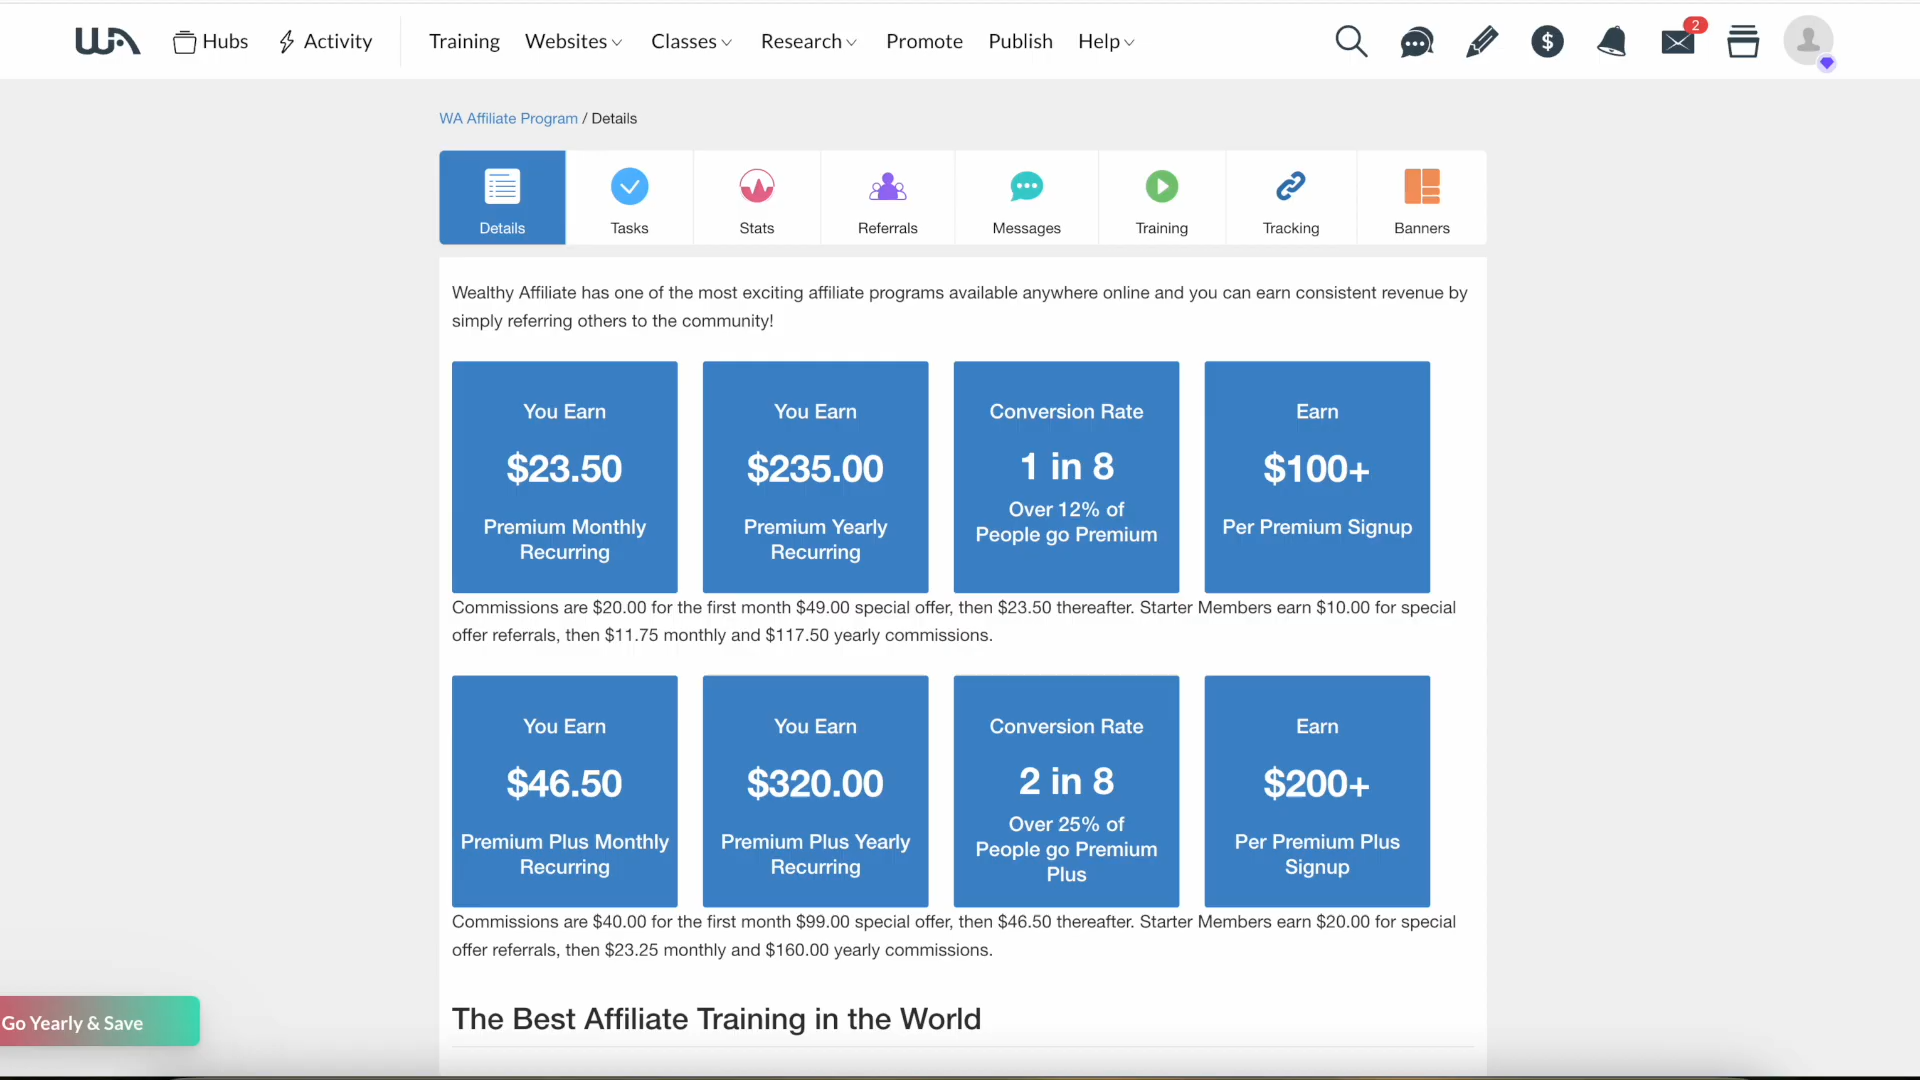 WA Hubs Activity Training Websites Classes Research Promote Publish Help $ 2
WA Affiliate Program / Details
Details Tasks Stats Referrals Messages Training Tracking Banners
Wealthy Affiliate has one of the most exciting affiliate programs available anywhere online and you can earn consistent revenue by
simply referring others to the community!
You Earn
$23.50
Premium Monthly
Recurring
You Earn
$235.00
Premium Yearly
Recurring
Conversion Rate
1 in 8
Over 12% of
People go Premium
Earn
$100+
Per Premium Signup
Commissions are $20.00 for the first month $49.00 special offer, then $23.50 thereafter. Starter Members earn $10.00 for special
offer referrals, then $11.75 monthly and $117.50 yearly commissions.
You Earn
$46.50
Premium Plus Monthly
Recurring
You Earn
$320.00
Premium Plus Yearly
Recurring
Conversion Rate
2 in 8
Over 25% of
People go Premium
Plus
Earn
$200+
Per Premium Plus
Signup
Commissions are $40.00 for the first month $99.00 special offer, then $46.50 thereafter. Starter Members earn $20.00 for special
offer referrals, then $23.25 monthly and $160.00 yearly commissions.
The Best Affiliate Training in the World
Go Yearly & Save